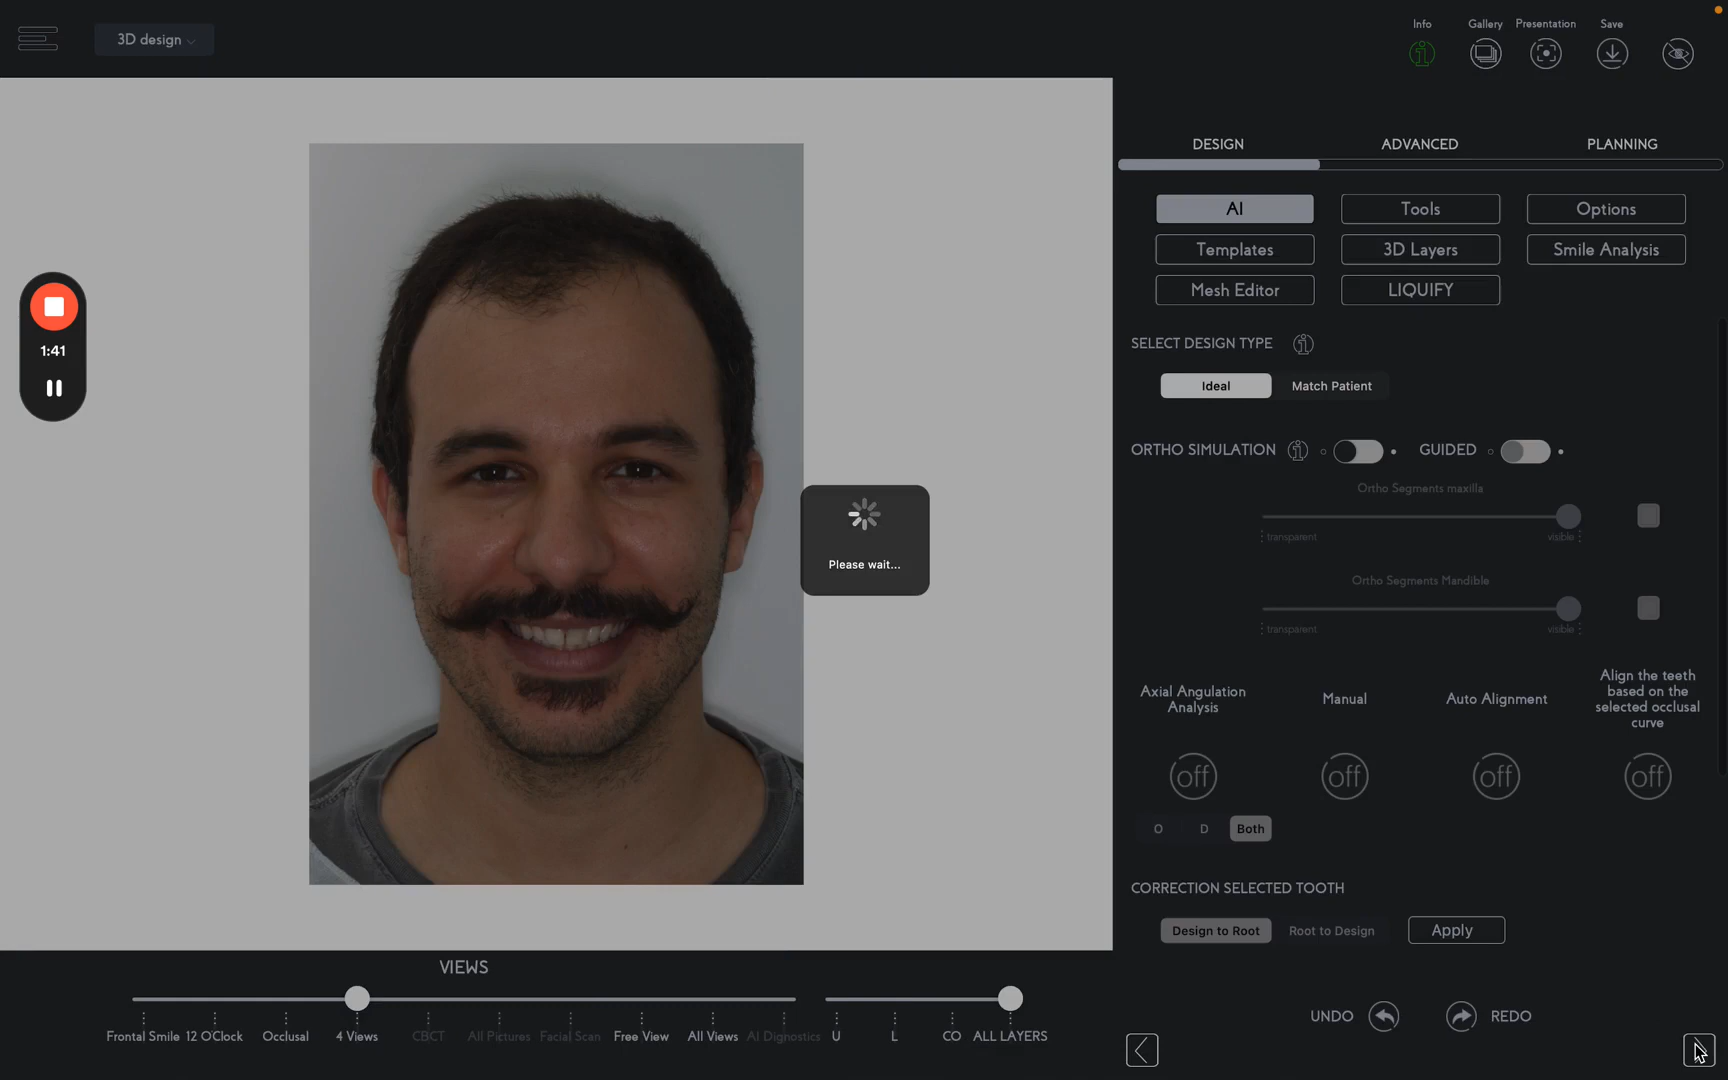 3D design
Info
Gallery
Presentation
Save
DESIGN
ADVANCED
PLANNING
AI
Tools
Options
Templates
3D Layers
Smile Analysis
Mesh Editor
LIQUIFY
SELECT DESIGN TYPE
Ideal
Match Patient
1:41
ORTHO SIMULATION
GUIDED
Ortho Segments maxilla
transparent
visible
Please wait...
Ortho Segments Mandible
transparent
visible
Axial Angulation
Analysis
Manual
Auto Alignment
Align the teeth
based on the
selected occlusal
curve
off
off
off
off
O
D
Both
CORRECTION SELECTED TOOTH
Design to Root
Root to Design
Apply
VIEWS
Frontal Smile
12 O'Clock
Occlusal
4 Views
CBCT
All Pictures
Facial Scan
Free View
All Views
AI Dignostics
U
L
CO
ALL LAYERS
UNDO
REDO